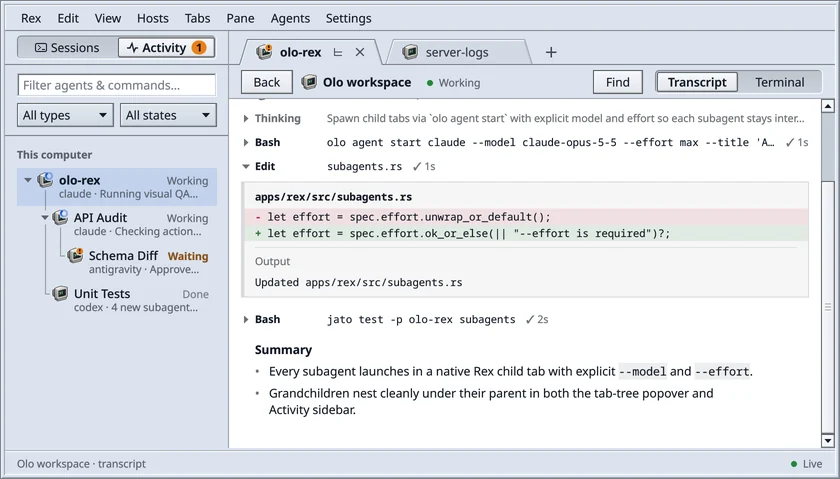 Rex Edit View Hosts Tabs Pane Agents Settings
Sessions Activity 1
Filter agents & commands...
All types All states
This computer
olo-rex Working
claude · Running visual QA...
API Audit Working
claude · Checking action...
Schema Diff Waiting
antigravity · Approve...
Unit Tests Done
codex · 4 new subagent...
olo-rex server-logs
Back Olo workspace Working Find Transcript Terminal
Thinking Spawn child tabs via `olo agent start` with explicit model and effort so each subagent stays inter...
Bash olo agent start claude --model claude-opus-5-5 --effort max --title 'A… ✓ 1s
Edit subagents.rs ✓ 1s
apps/rex/src/subagents.rs
- let effort = spec.effort.unwrap_or_default();
+ let effort = spec.effort.ok_or_else(|| "--effort is required")?;
Output
Updated apps/rex/src/subagents.rs
Bash jato test -p olo-rex subagents ✓ 2s
Summary
• Every subagent launches in a native Rex child tab with explicit --model and --effort.
• Grandchildren nest cleanly under their parent in both the tab-tree popover and
Activity sidebar.
Olo workspace · transcript Live